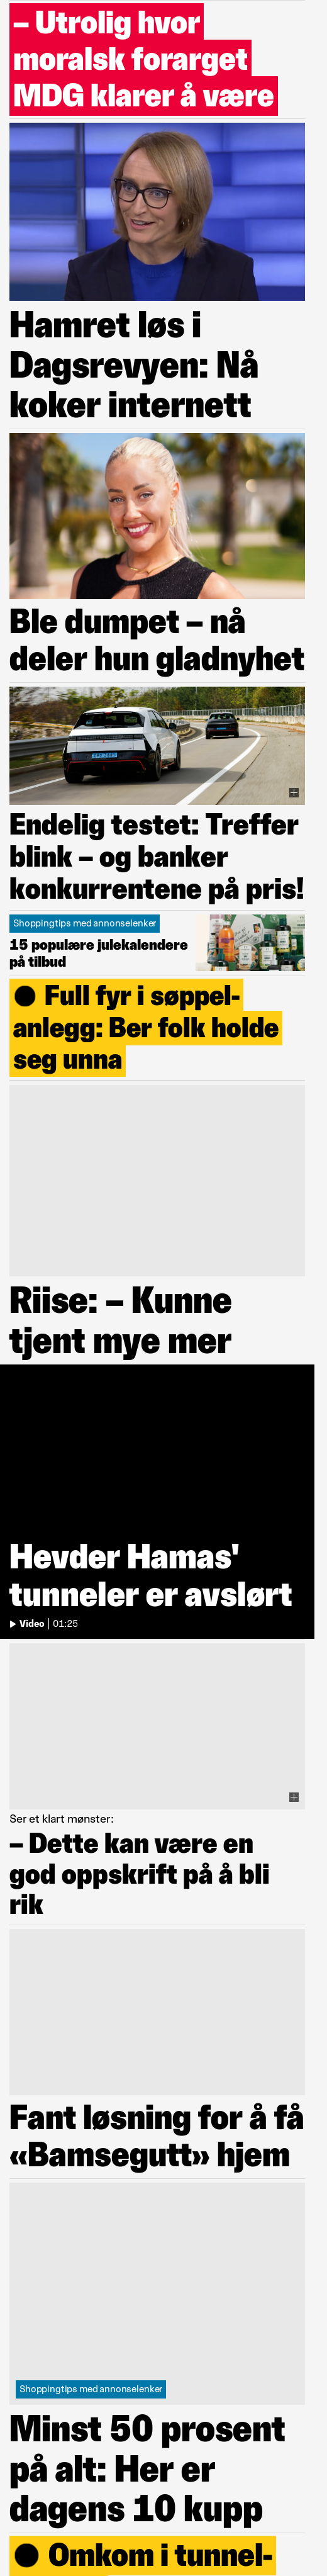 – Utrolig hvor
moralsk forarget
MDG klarer å være
Hamret løs i
Dagsrevyen: Nå
koker internett
Ble dumpet – nå
deler hun gladnyhet
Endelig testet: Treffer
blink – og banker
konkurrentene på pris!
Shoppingtips med annonselenker
15 populære julekalendere
på tilbud
Full fyr i søppel-
anlegg: Ber folk holde
seg unna
Riise: – Kunne
tjent mye mer
Hevder Hamas'
tunneler er avslørt
Video | 01:25
Ser et klart mønster:
– Dette kan være en
god oppskrift på å bli
rik
Fant løsning for å få
«Bamsegutt» hjem
Shoppingtips med annonselenker
Minst 50 prosent
på alt: Her er
dagens 10 kupp
Omkom i tunnel-